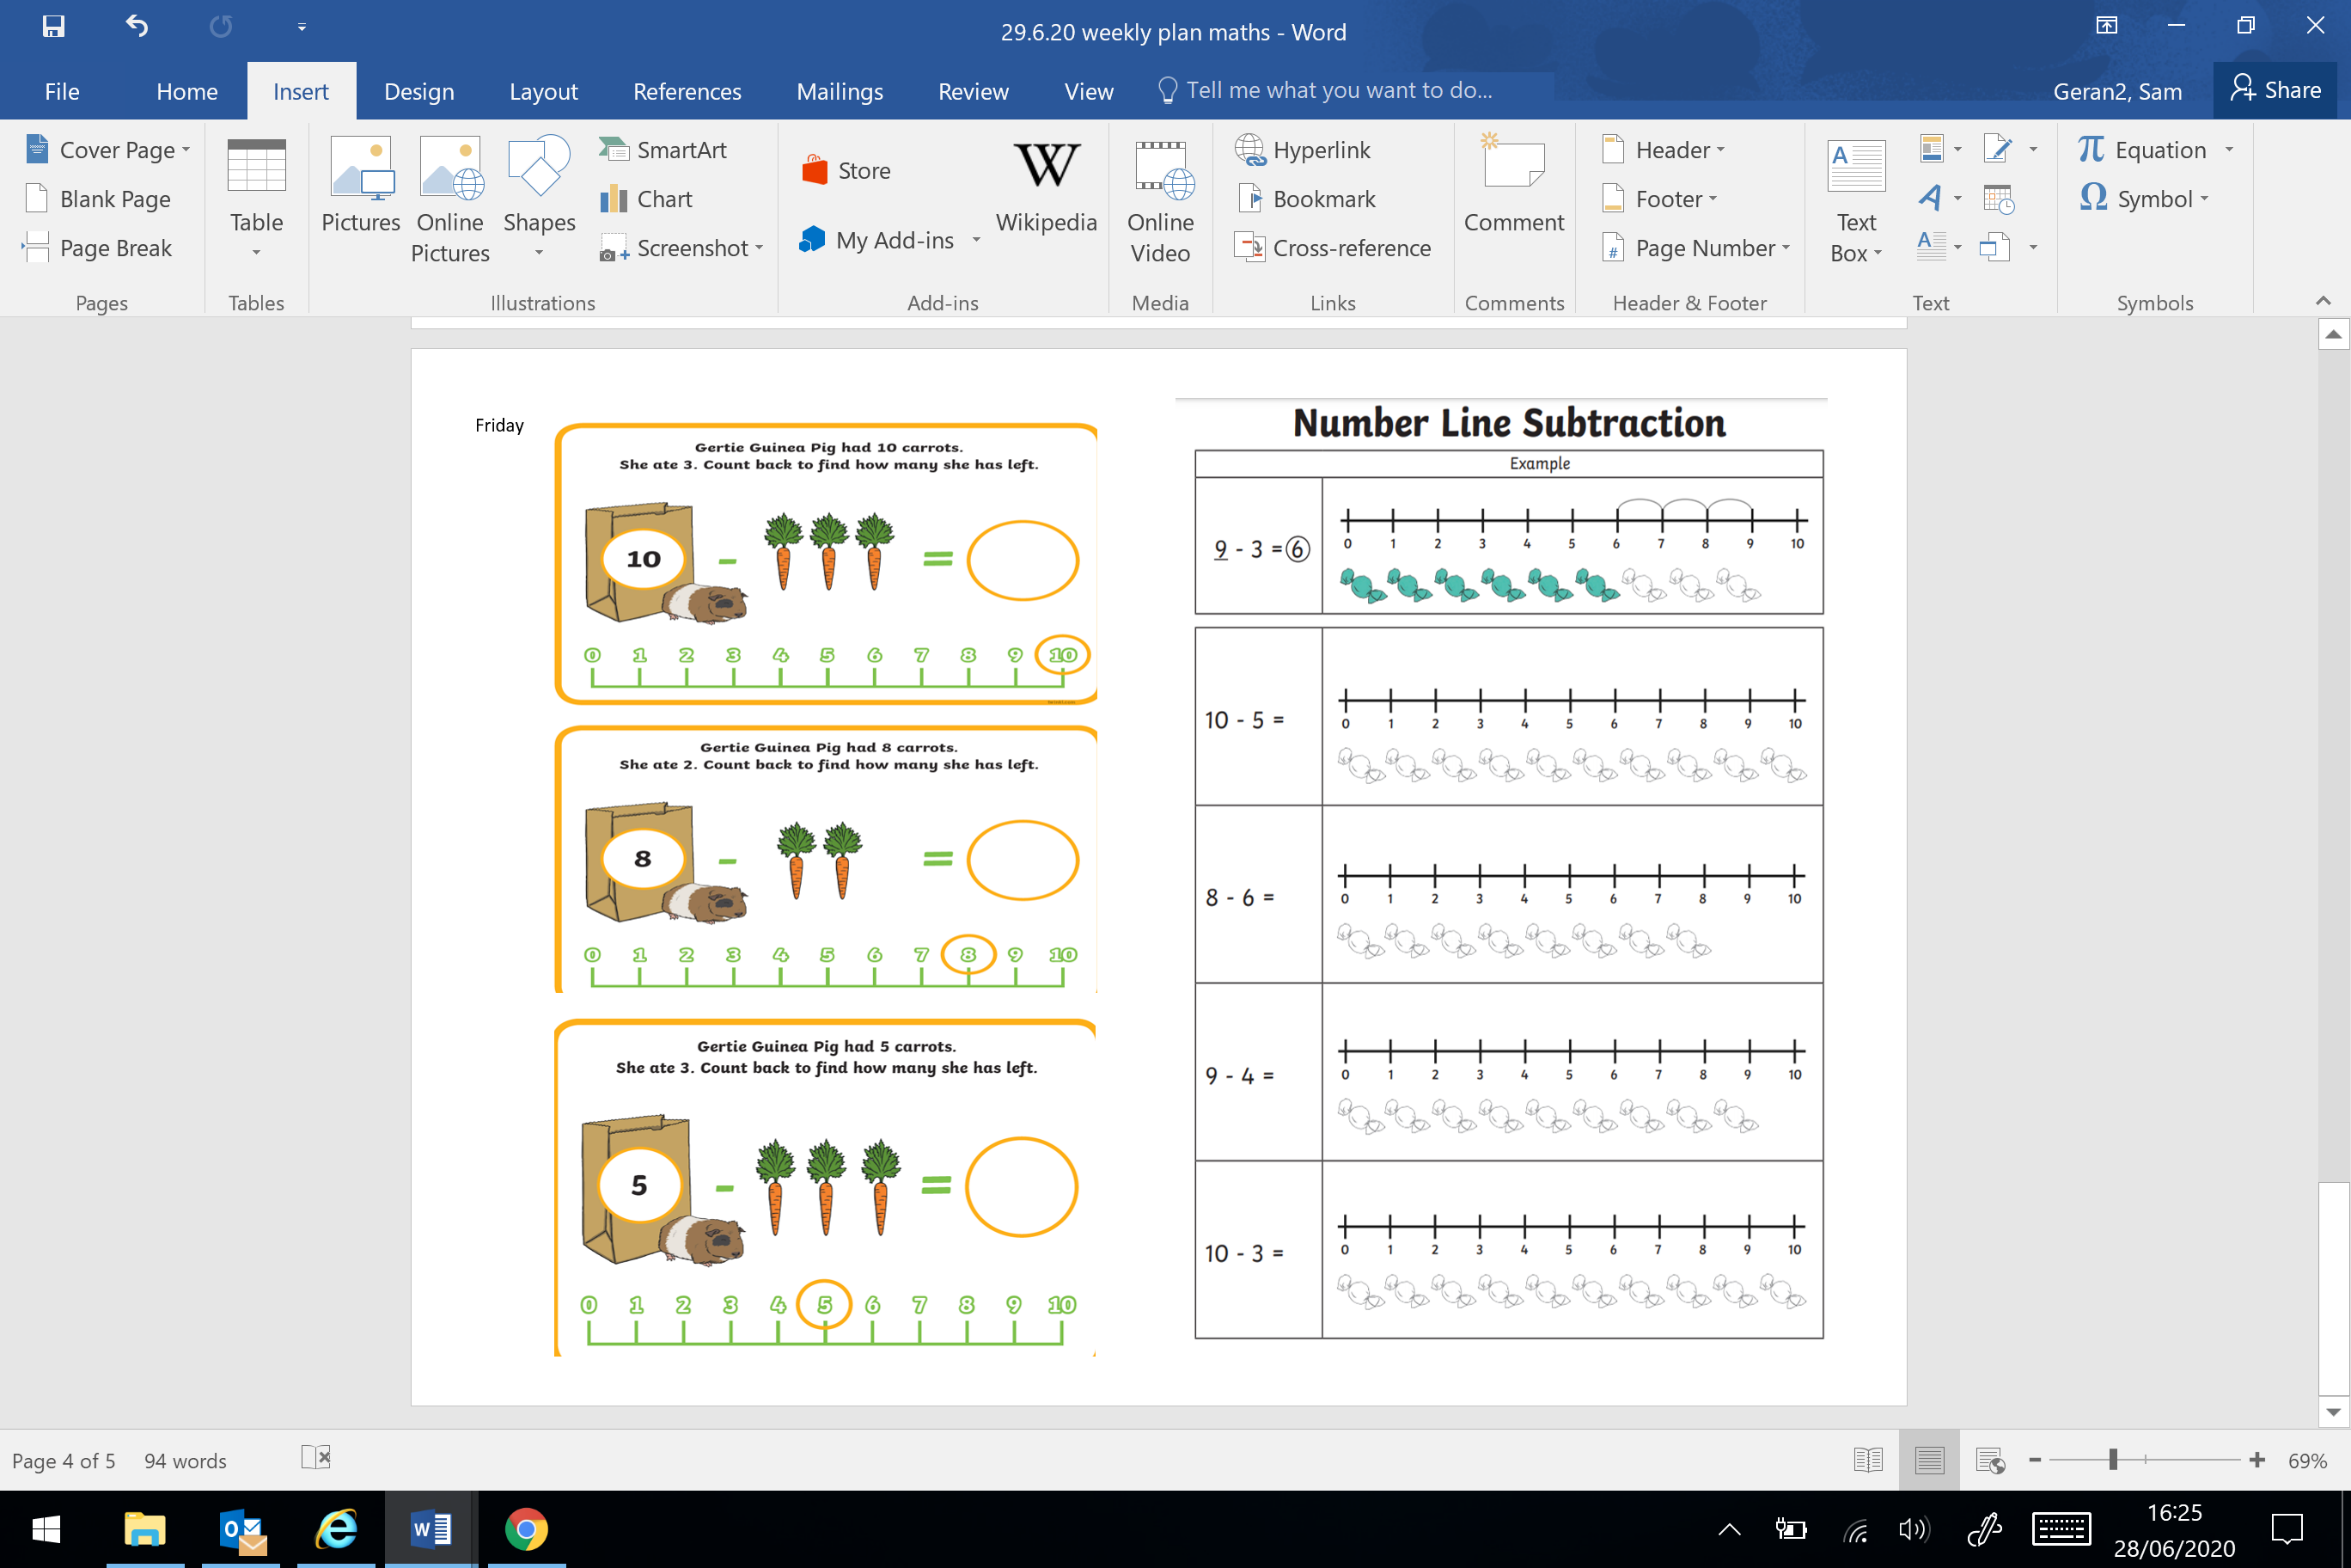 29.6.20 weekly plan maths - Word
File Home Insert Design Layout References Mailings Review View Tell me what you want to do... Geran2, Sam Share
Cover Page
Blank Page
Page Break
Pages
Table
Tables
Pictures
Online
Pictures
Shapes
SmartArt
Chart
Screenshot
Illustrations
Store
My Add-ins
W
Wikipedia
Add-ins
Online
Video
Media
Hyperlink
Bookmark
Cross-reference
Links
Comment
Comments
Header
Footer
Page Number
Header & Footer
Text
Box
Text
π Equation
Ω Symbol
Symbols
Friday
Gertie Guinea Pig had 10 carrots.
She ate 3. Count back to find how many she has left.
10 - =
0 1 2 3 4 5 6 7 8 9 10
Gertie Guinea Pig had 8 carrots.
She ate 2. Count back to find how many she has left.
8 - =
0 1 2 3 4 5 6 7 8 9 10
Gertie Guinea Pig had 5 carrots.
She ate 3. Count back to find how many she has left.
5 - =
0 1 2 3 4 5 6 7 8 9 10
Number Line Subtraction
Example
9 - 3 = 6
0 1 2 3 4 5 6 7 8 9 10
10 - 5 =
0 1 2 3 4 5 6 7 8 9 10
8 - 6 =
0 1 2 3 4 5 6 7 8 9 10
9 - 4 =
0 1 2 3 4 5 6 7 8 9 10
10 - 3 =
0 1 2 3 4 5 6 7 8 9 10
Page 4 of 5 94 words
69%
16:25
28/06/2020